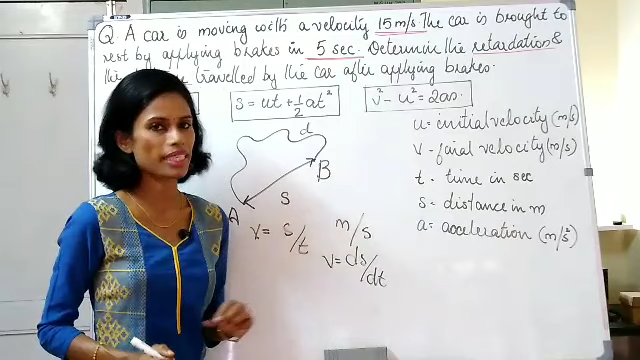 Q. A car is moving with a velocity 15 m/s. The car is brought to
rest by applying brakes in 5 sec. Determine the retardation &
the travelled by the car after applying brakes.
s = ut + 1/2 at²
v² - u² = 2as.
u = initial velocity (m/s)
v - final velocity (m/s)
t - time in sec
s = distance in m
a = acceleration (m/s²)
d
B
s
A
v = s/t
m/s
v = ds/dt